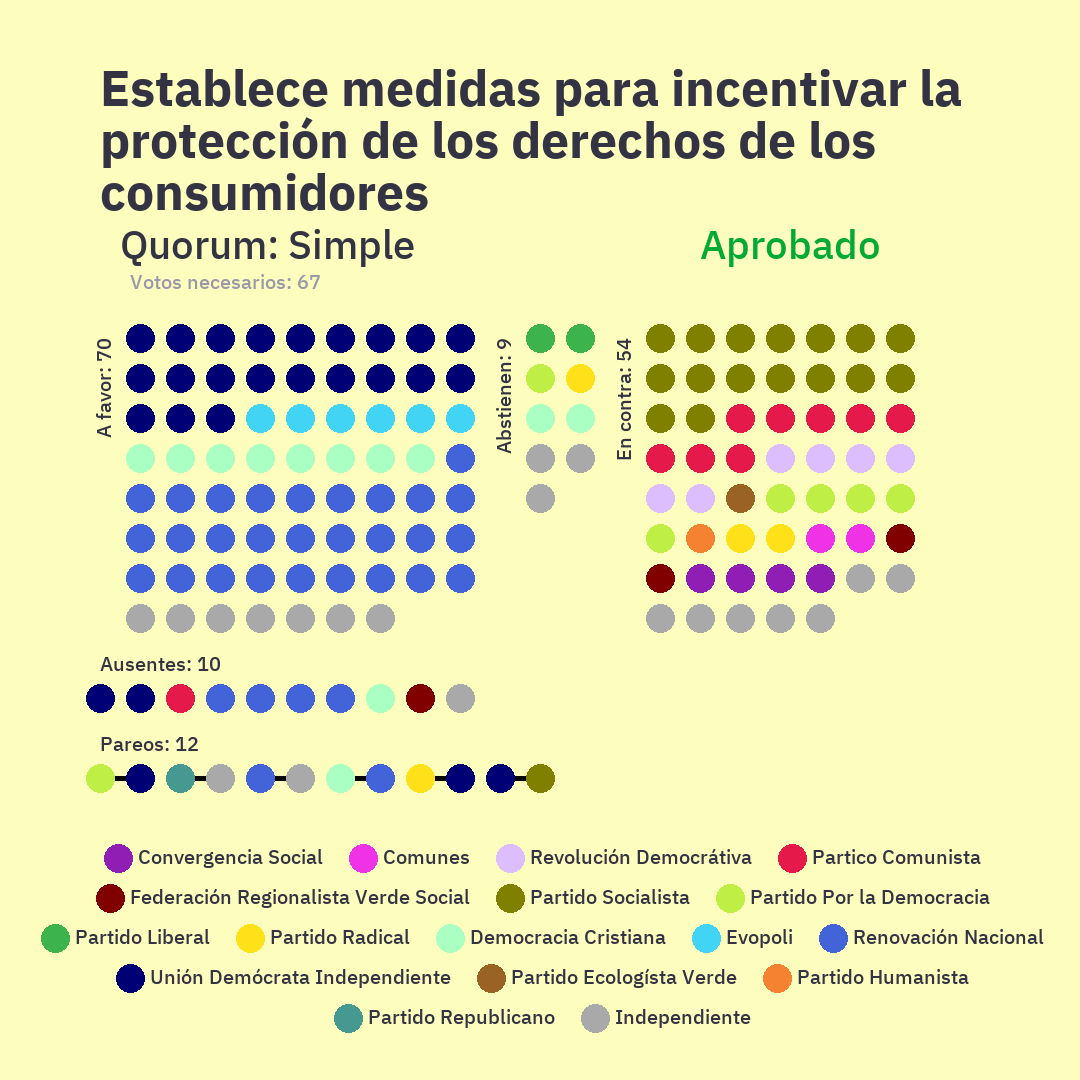 Establece medidas para incentivar la
protección de los derechos de los
consumidores
Quorum: Simple
Aprobado
Votos necesarios: 67
A favor: 70
Abstienen: 9
En contra: 54
Ausentes: 10
Pareos: 12
Convergencia Social Comunes Revolución Democrátiva Partico Comunista
Federación Regionalista Verde Social Partido Socialista Partido Por la Democracia
Partido Liberal Partido Radical Democracia Cristiana Evopoli Renovación Nacional
Unión Demócrata Independiente Partido Ecologísta Verde Partido Humanista
Partido Republicano Independiente